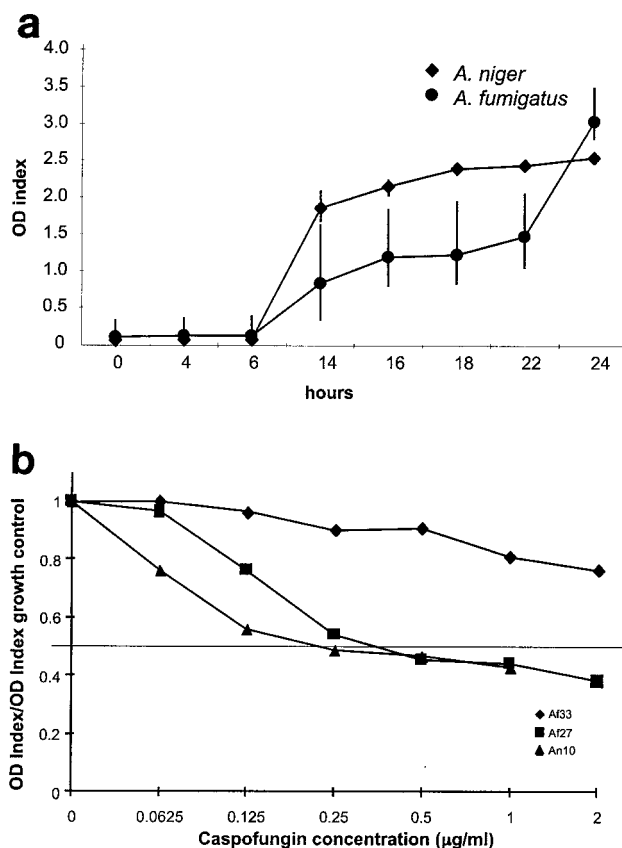 a
4.0
3.5
3.0
2.5
2.0
1.5
1.0
0.5
0
OD index
A. niger
A. fumigatus
0 4 6 14 16 18 22 24
hours
b
1
0.8
0.6
0.4
0.2
0
OD Index/OD Index growth control
Af33
Af27
An10
0 0.0625 0.125 0.25 0.5 1 2
Caspofungin concentration (μg/ml)